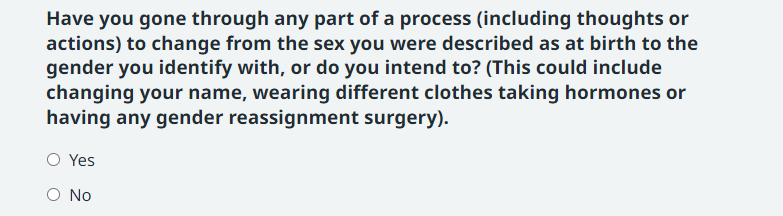 Have you gone through any part of a process (including thoughts or
actions) to change from the sex you were described as at birth to the
gender you identify with, or do you intend to? (This could include
changing your name, wearing different clothes taking hormones or
having any gender reassignment surgery).
Yes
No